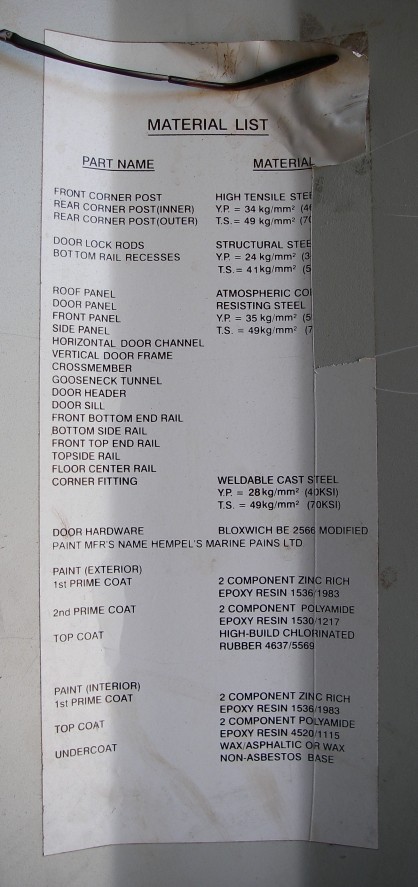 MATERIAL LIST
PART NAME MATERIAL
FRONT CORNER POST HIGH TENSILE
REAR CORNER POST(INNER) Y.P. = 34 kg/mm²
REAR CORNER POST(OUTER) T.S. = 49 kg/mm²
DOOR LOCK RODS STRUCTURAL
BOTTOM RAIL RECESSES Y.P. = 24 kg/mm²
T.S. = 41kg/mm²
ROOF PANEL ATMOSPHERIC
DOOR PANEL RESISTING STEEL
FRONT PANEL Y.P. = 35 kg/mm²
SIDE PANEL T.S. = 49kg/mm²
HORIZONTAL DOOR CHANNEL
VERTICAL DOOR FRAME
CROSSMEMBER
GOOSENECK TUNNEL
DOOR HEADER
DOOR SILL
FRONT BOTTOM END RAIL
BOTTOM SIDE RAIL
FRONT TOP END RAIL
TOPSIDE RAIL
FLOOR CENTER RAIL
CORNER FITTING WELDABLE CAST STEEL
Y.P. = 28kg/mm² (40KSI)
T.S. = 49kg/mm² (70KSI)
DOOR HARDWARE BLOXWICH BE 2566 MODIFIED
PAINT MFR'S NAME HEMPEL'S MARINE PAINS LTD
PAINT (EXTERIOR)
1st PRIME COAT 2 COMPONENT ZINC RICH
EPOXY RESIN 1536/1983
2nd PRIME COAT 2 COMPONENT POLYAMIDE
EPOXY RESIN 1530/1217
TOP COAT HIGH-BUILD CHLORINATED
RUBBER 4637/5569
PAINT (INTERIOR)
1st PRIME COAT 2 COMPONENT ZINC RICH
EPOXY RESIN 1536/1983
TOP COAT 2 COMPONENT POLYAMIDE
EPOXY RESIN 4520/1115
UNDERCOAT WAX/ASPHALTIC OR WAX
NON-ASBESTOS BASE